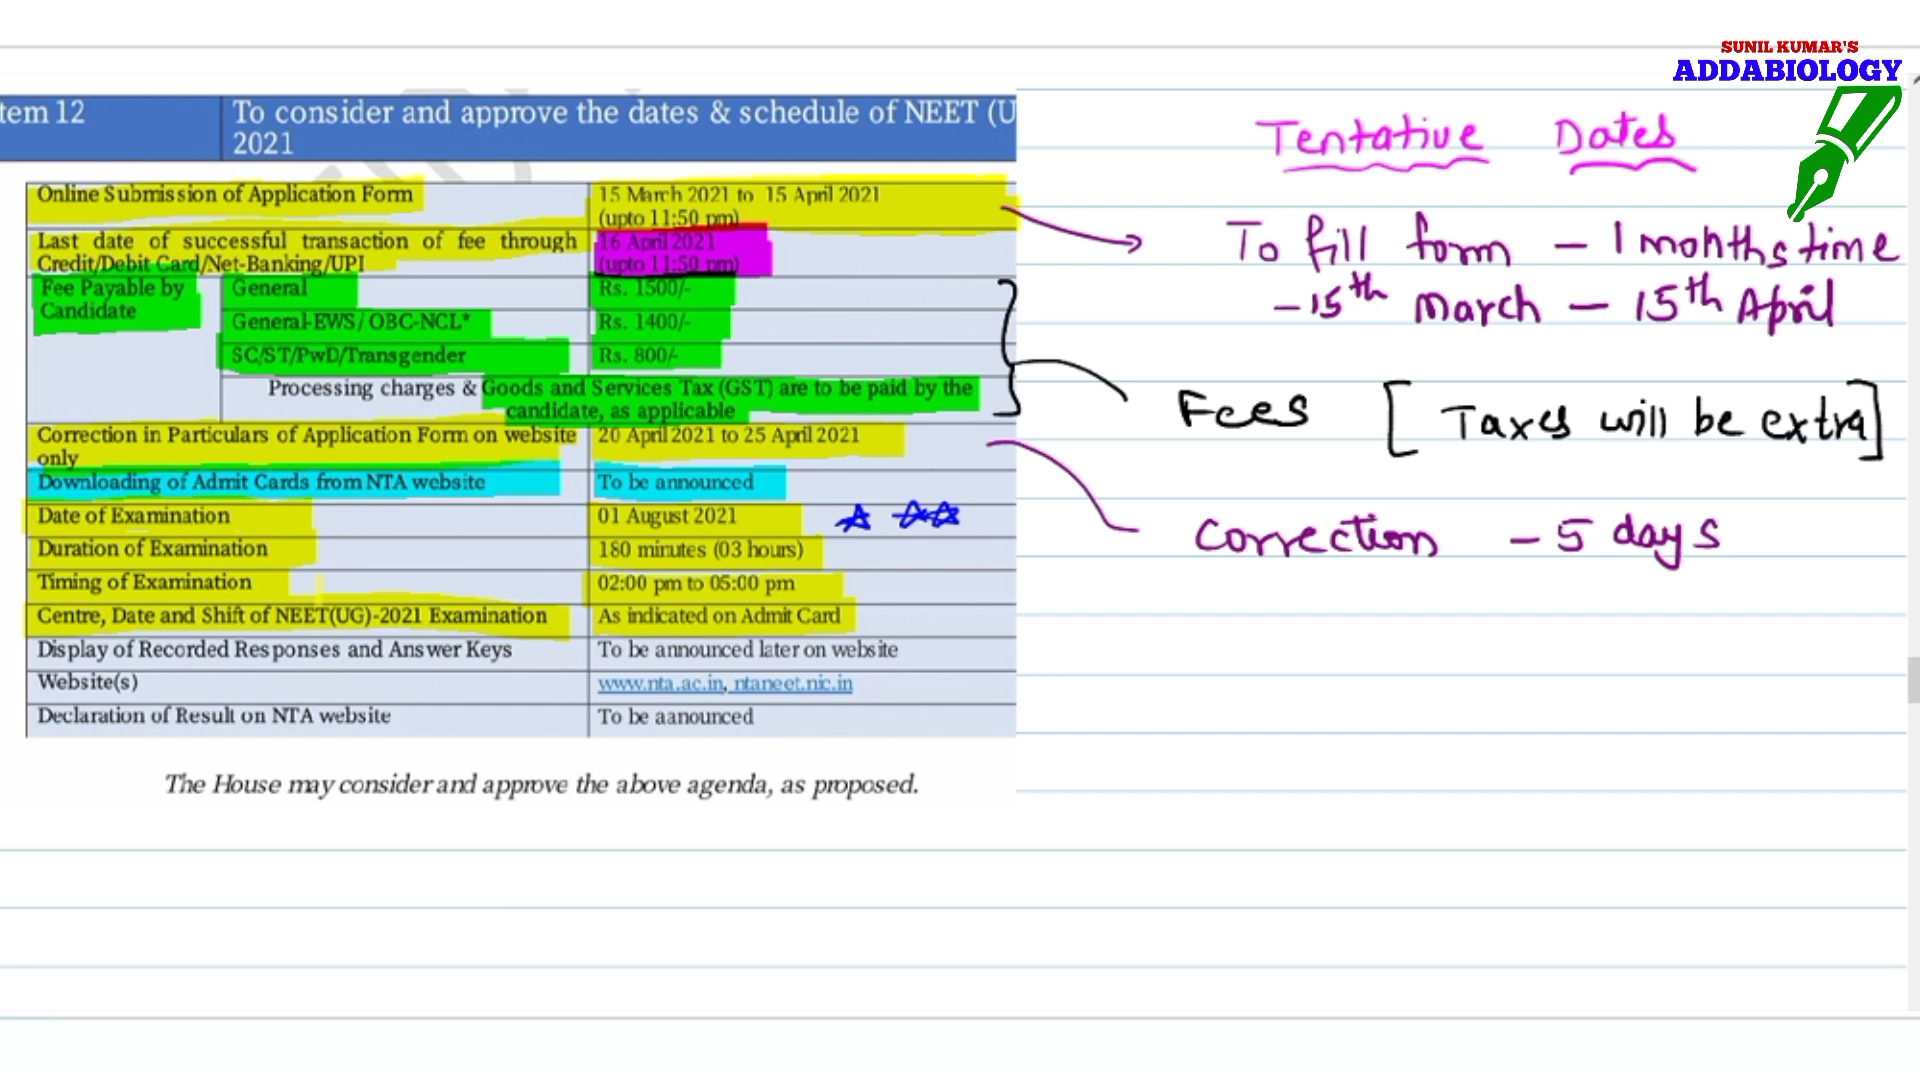 SUNIL KUMAR'S
ADDABIOLOGY
tem 12
To consider and approve the dates & schedule of NEET (U
2021
Online Submission of Application Form
15 March 2021 to 15 April 2021
(upto 11:50 pm)
Last date of successful transaction of fee through
Credit/Debit Card/Net-Banking/UPI
16 April 2021
(upto 11:50 pm)
Fee Payable by
Candidate
General
Rs. 1500/-
General-EWS/ OBC-NCL*
Rs. 1400/-
SC/ST/PwD/Transgender
Rs. 800/-
Processing charges & Goods and Services Tax (GST) are to be paid by the
candidate, as applicable
Correction in Particulars of Application Form on website
only
20 April 2021 to 25 April 2021
Downloading of Admit Cards from NTA website
To be announced
Date of Examination
01 August 2021
Duration of Examination
180 minutes (03 hours)
Timing of Examination
02:00 pm to 05:00 pm
Centre, Date and Shift of NEET(UG)-2021 Examination
As indicated on Admit Card
Display of Recorded Responses and Answer Keys
To be announced later on website
Website(s)
www.nta.ac.in, ntaneet.nic.in
Declaration of Result on NTA website
To be aanounced
The House may consider and approve the above agenda, as proposed.
Tentative Dates
To fill form - 1 months time
- 15th March - 15th April
Fees [Taxes will be extra]
Correction - 5 days